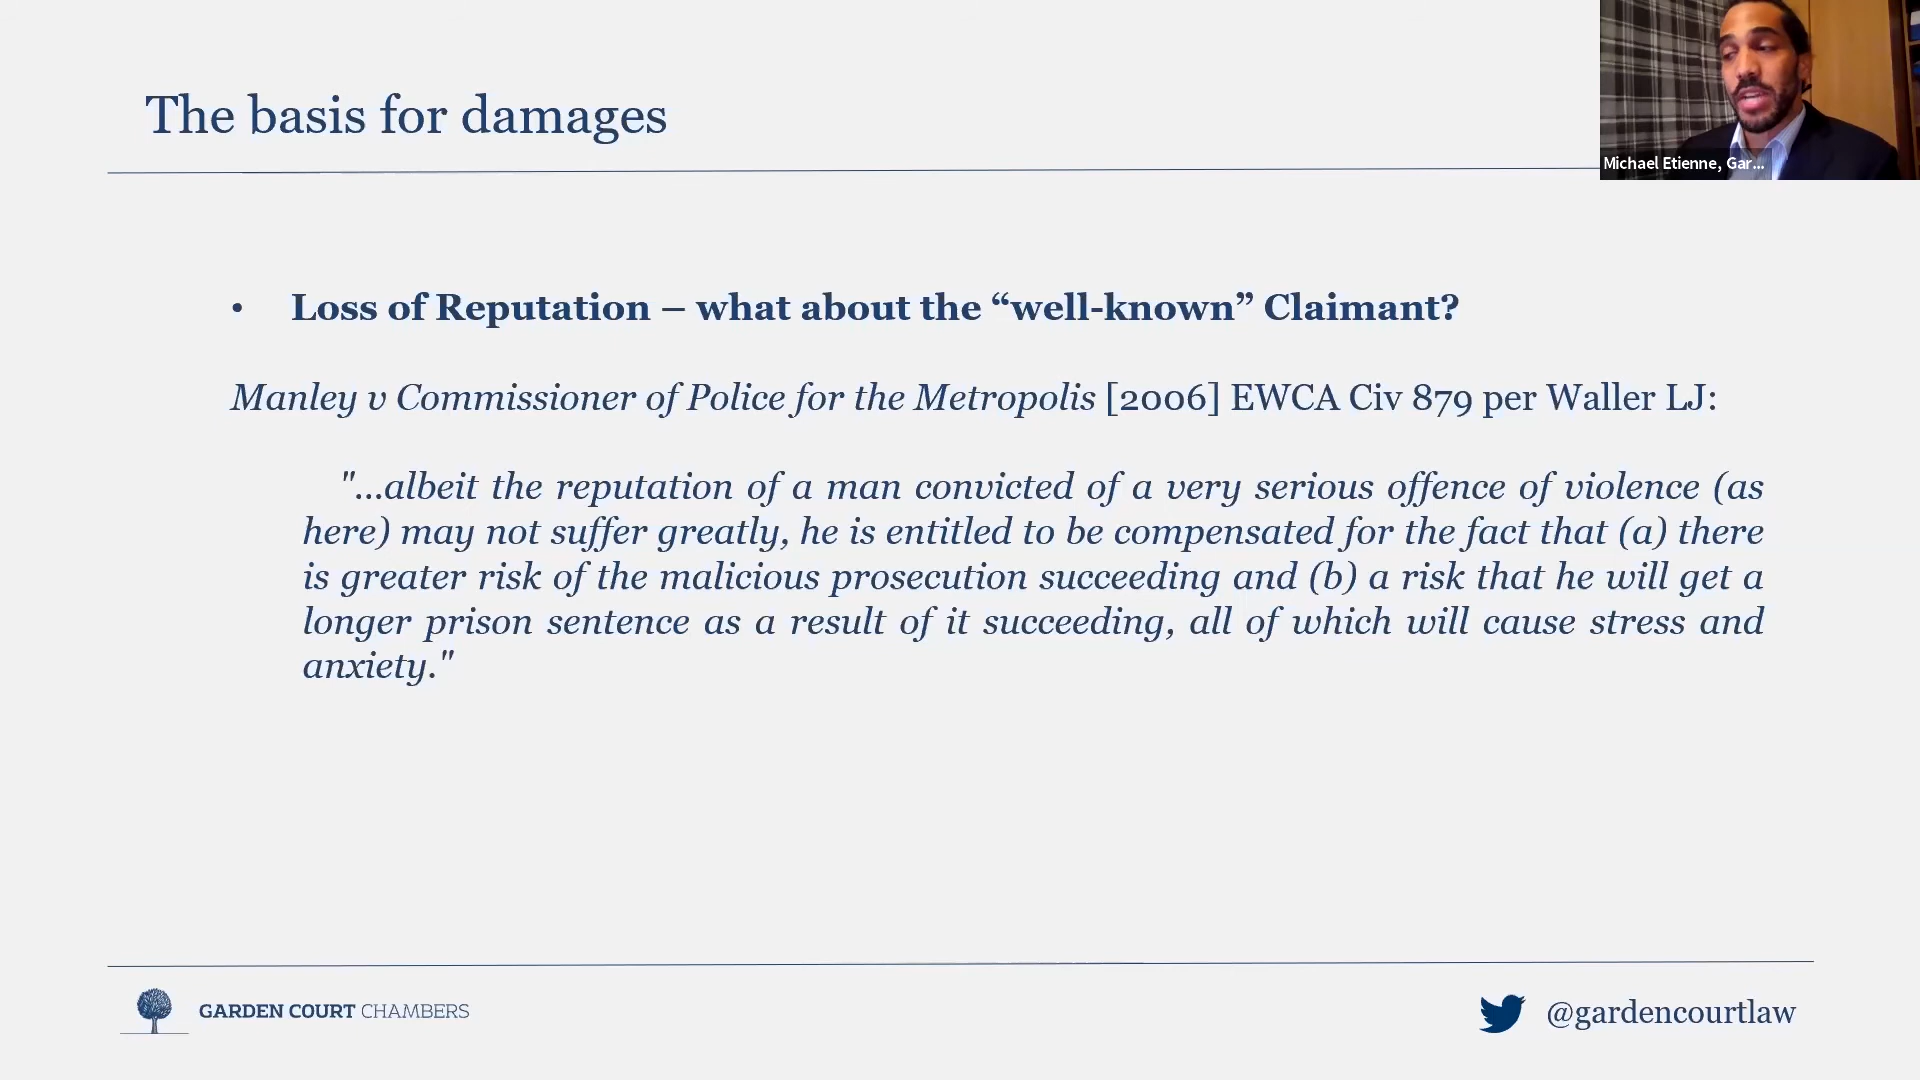 The basis for damages
Michael Etienne, Gar...
• Loss of Reputation – what about the “well-known” Claimant?
Manley v Commissioner of Police for the Metropolis [2006] EWCA Civ 879 per Waller LJ:
"...albeit the reputation of a man convicted of a very serious offence of violence (as
here) may not suffer greatly, he is entitled to be compensated for the fact that (a) there
is greater risk of the malicious prosecution succeeding and (b) a risk that he will get a
longer prison sentence as a result of it succeeding, all of which will cause stress and
anxiety."
GARDEN COURT CHAMBERS
@gardencourtlaw